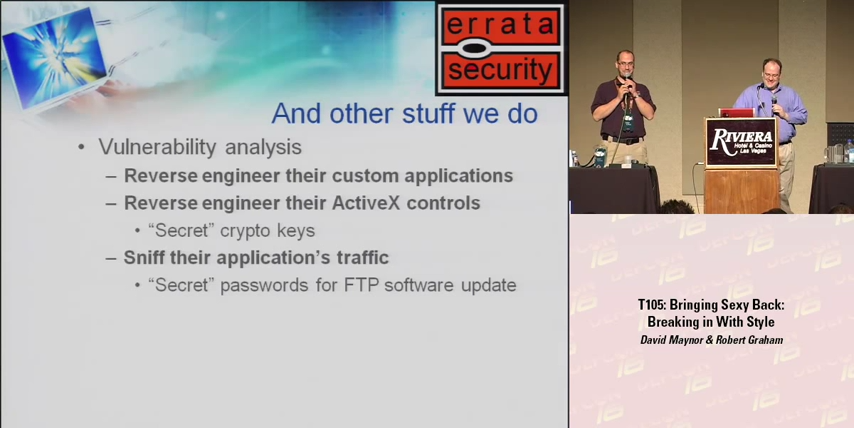 errata
security
And other stuff we do
• Vulnerability analysis
– Reverse engineer their custom applications
– Reverse engineer their ActiveX controls
• “Secret” crypto keys
– Sniff their application’s traffic
• “Secret” passwords for FTP software update
RIVIERA
Hotel & Casino
Las Vegas
T105: Bringing Sexy Back:
Breaking in With Style
David Maynor & Robert Graham
DEFCON
16